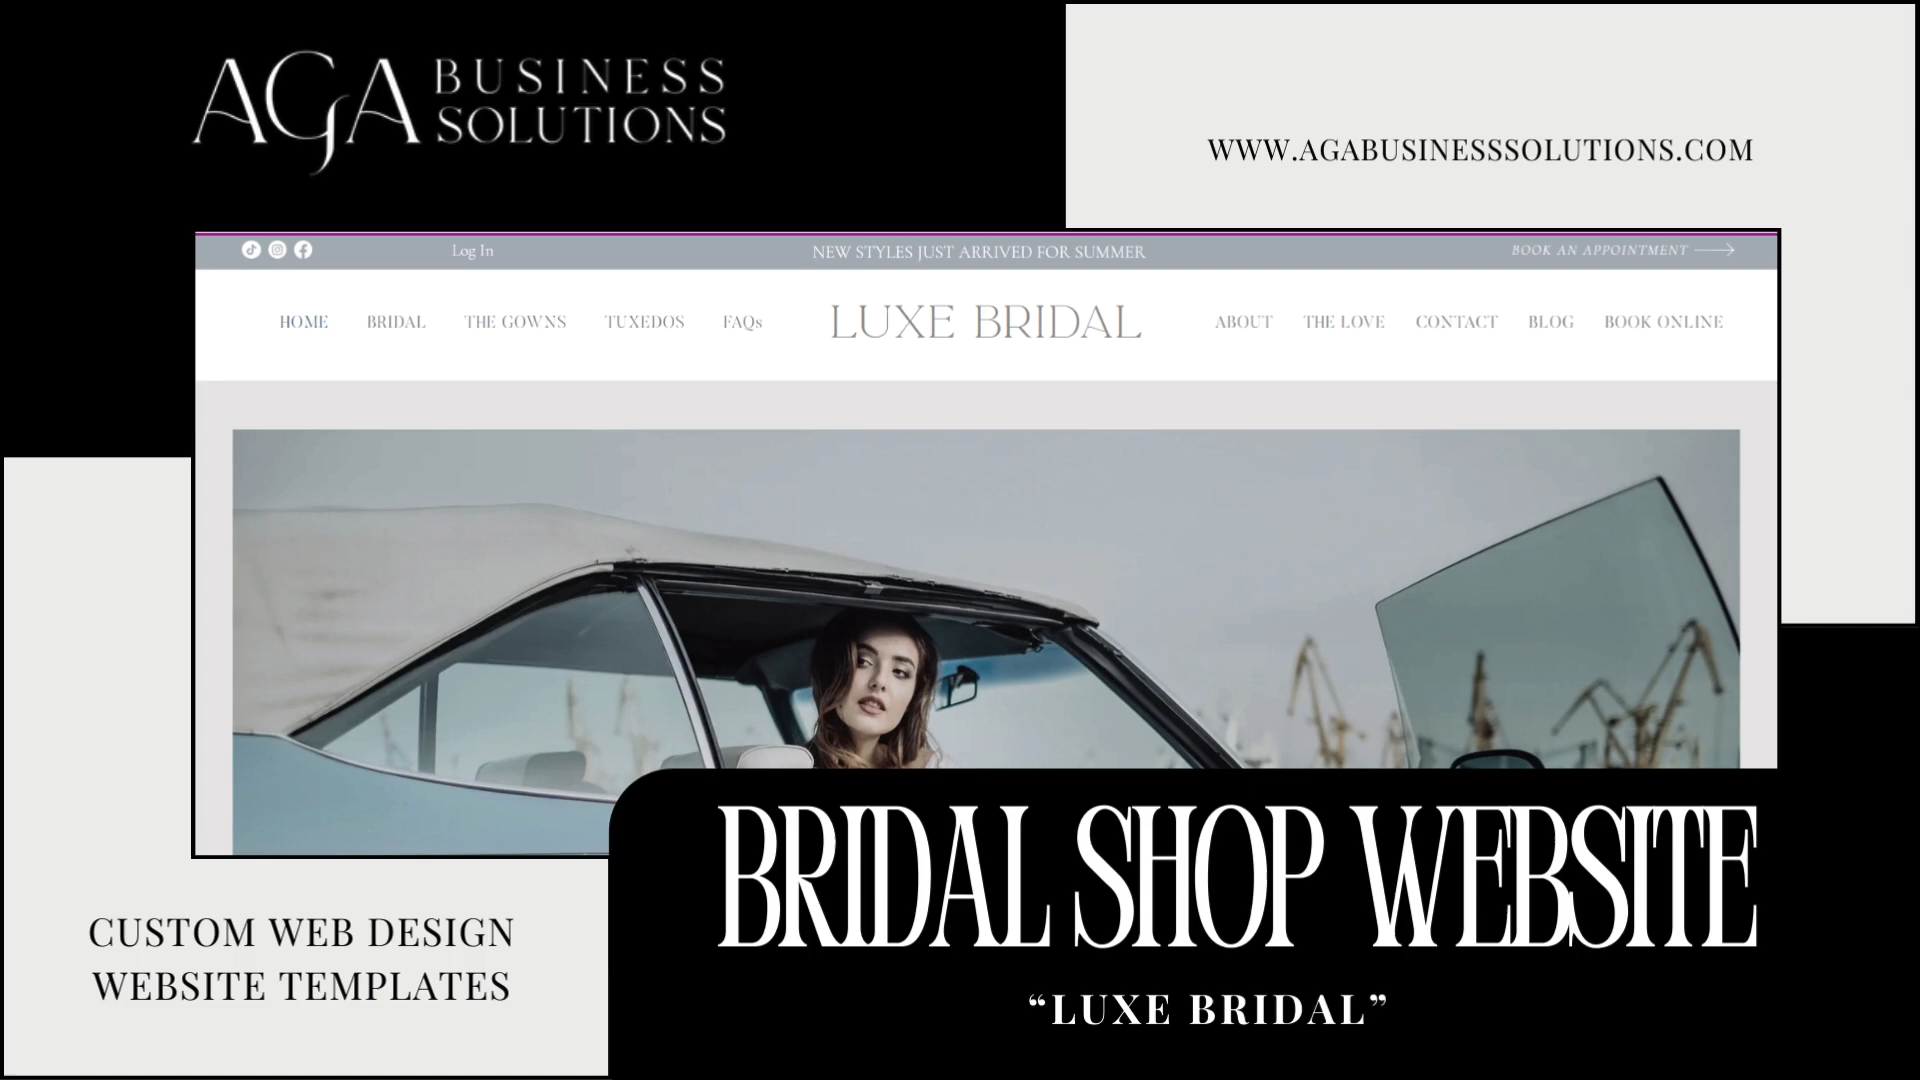 AGA BUSINESS
SOLUTIONS
WWW.AGABUSINESSSOLUTIONS.COM
Log In
NEW STYLES JUST ARRIVED FOR SUMMER
BOOK AN APPOINTMENT
HOME BRIDAL THE GOWNS TUXEDOS FAQs LUXE BRIDAL ABOUT THE LOVE CONTACT BLOG BOOK ONLINE
BRIDAL SHOP WEBSITE
“LUXE BRIDAL”
CUSTOM WEB DESIGN
WEBSITE TEMPLATES